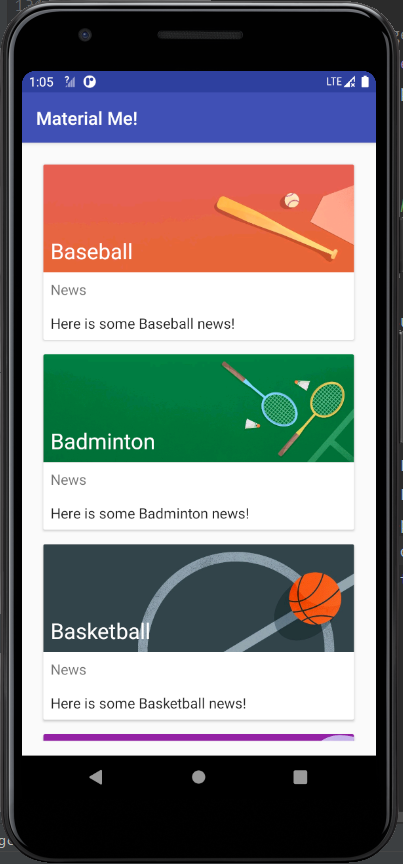 1:05
LTE
Material Me!
Baseball
News
Here is some Baseball news!
Badminton
News
Here is some Badminton news!
Basketball
News
Here is some Basketball news!